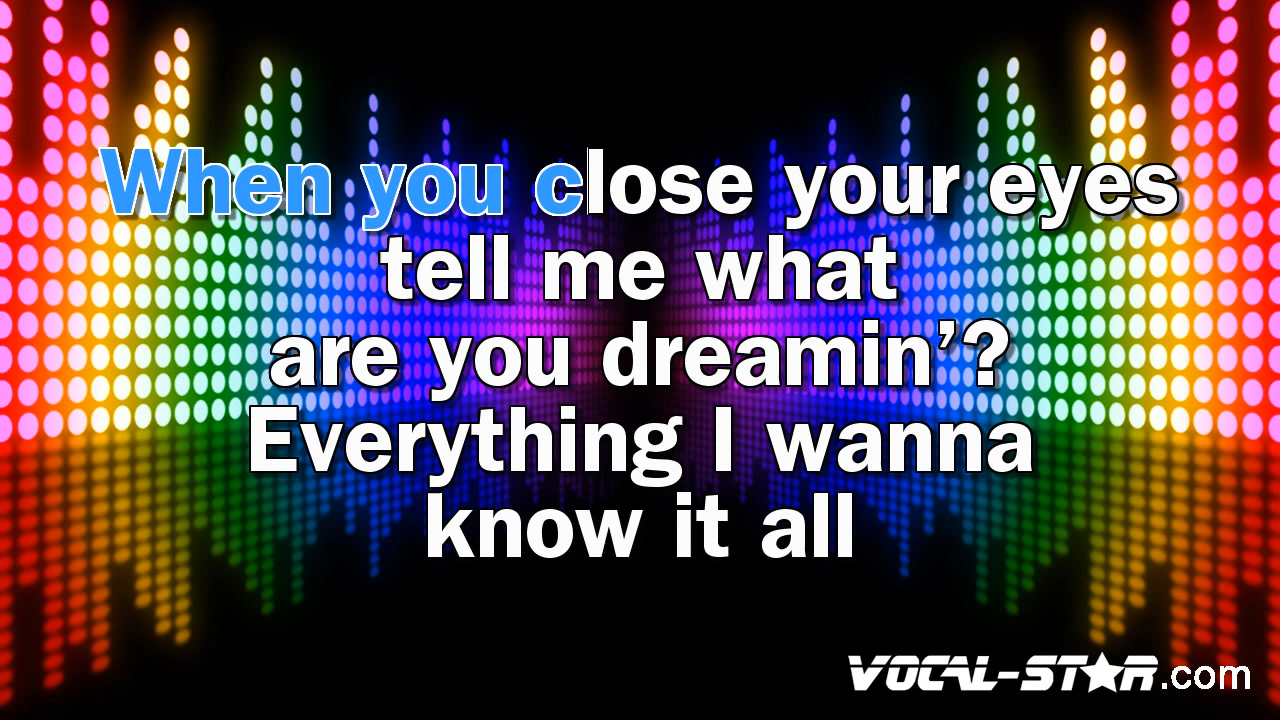 When you close your eyes
tell me what
are you dreamin’?
Everything I wanna
know it all
VOCAL-STAR.com